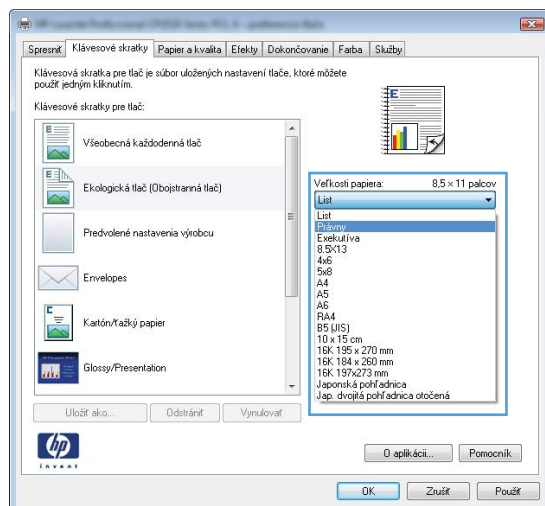 Spresniť Klávesové skratky Papier a kvalita Efekty Dokončovanie Farba Služby
Klávesová skratka pre tlač je súbor uložených nastavení tlače, ktoré môžete
použiť jedným kliknutím.
Klávesové skratky pre tlač:
Všeobecná každodenná tlač
Ekologická tlač (Obojstranná tlač)
Predvolené nastavenia výrobcu
Envelopes
Kartón/ťažký papier
Glossy/Presentation
Uložiť ako... Odstrániť Vynulovať
Veľkosti papiera: 8,5 × 11 palcov
List
List
Právny
Exekutíva
8.5X13
4x6
5x8
A4
A5
A6
RA4
B5 (JIS)
10 x 15 cm
16K 195 x 270 mm
16K 184 x 260 mm
16K 197x273 mm
Japonská pohľadnica
Jap. dvojitá pohľadnica otočená
hp
invent
O aplikácii... Pomocník
OK Zrušiť Použiť